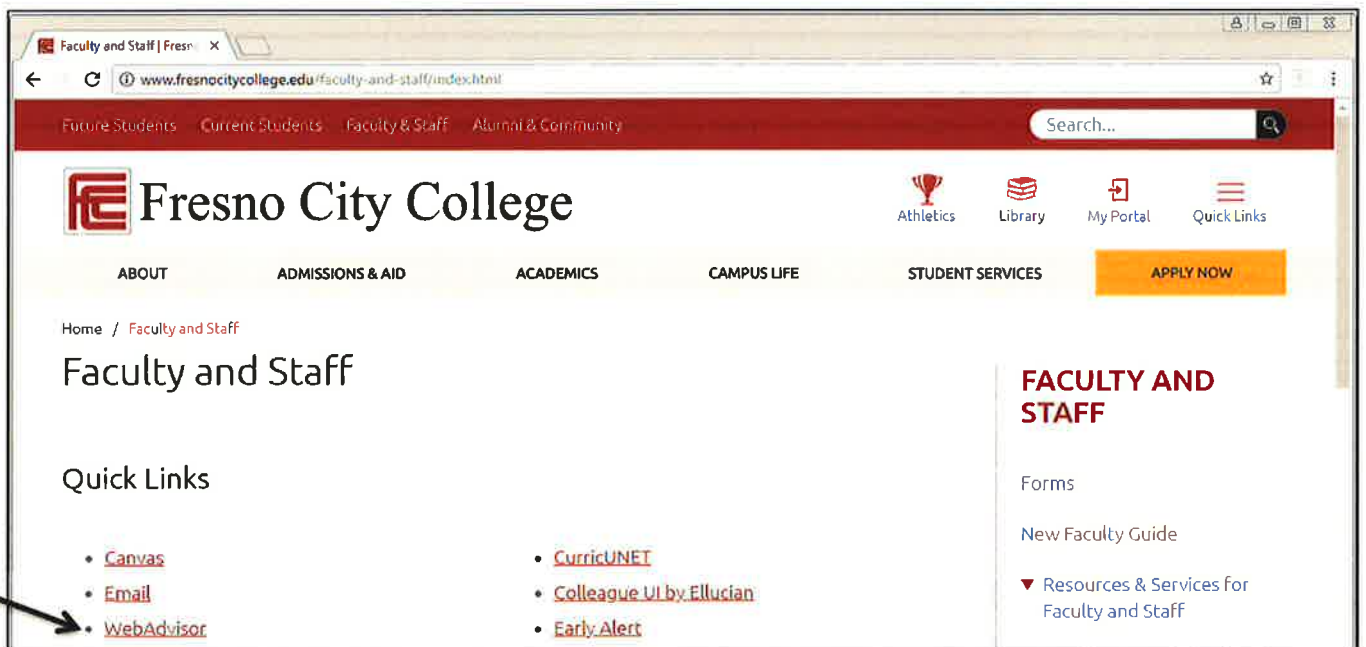 Faculty and Staff | Fresn
www.fresnocitycollege.edu/faculty-and-staff/index.html
Future Students Current Students Faculty & Staff Alumni & Community
Search...
Fresno City College
Athletics Library My Portal Quick Links
ABOUT ADMISSIONS & AID ACADEMICS CAMPUS LIFE STUDENT SERVICES APPLY NOW
Home / Faculty and Staff
Faculty and Staff
Quick Links
• Canvas
• Email
• WebAdvisor
• CurricUNET
• Colleague UI by Ellucian
• Early Alert
FACULTY AND
STAFF
Forms
New Faculty Guide
▼ Resources & Services for
Faculty and Staff